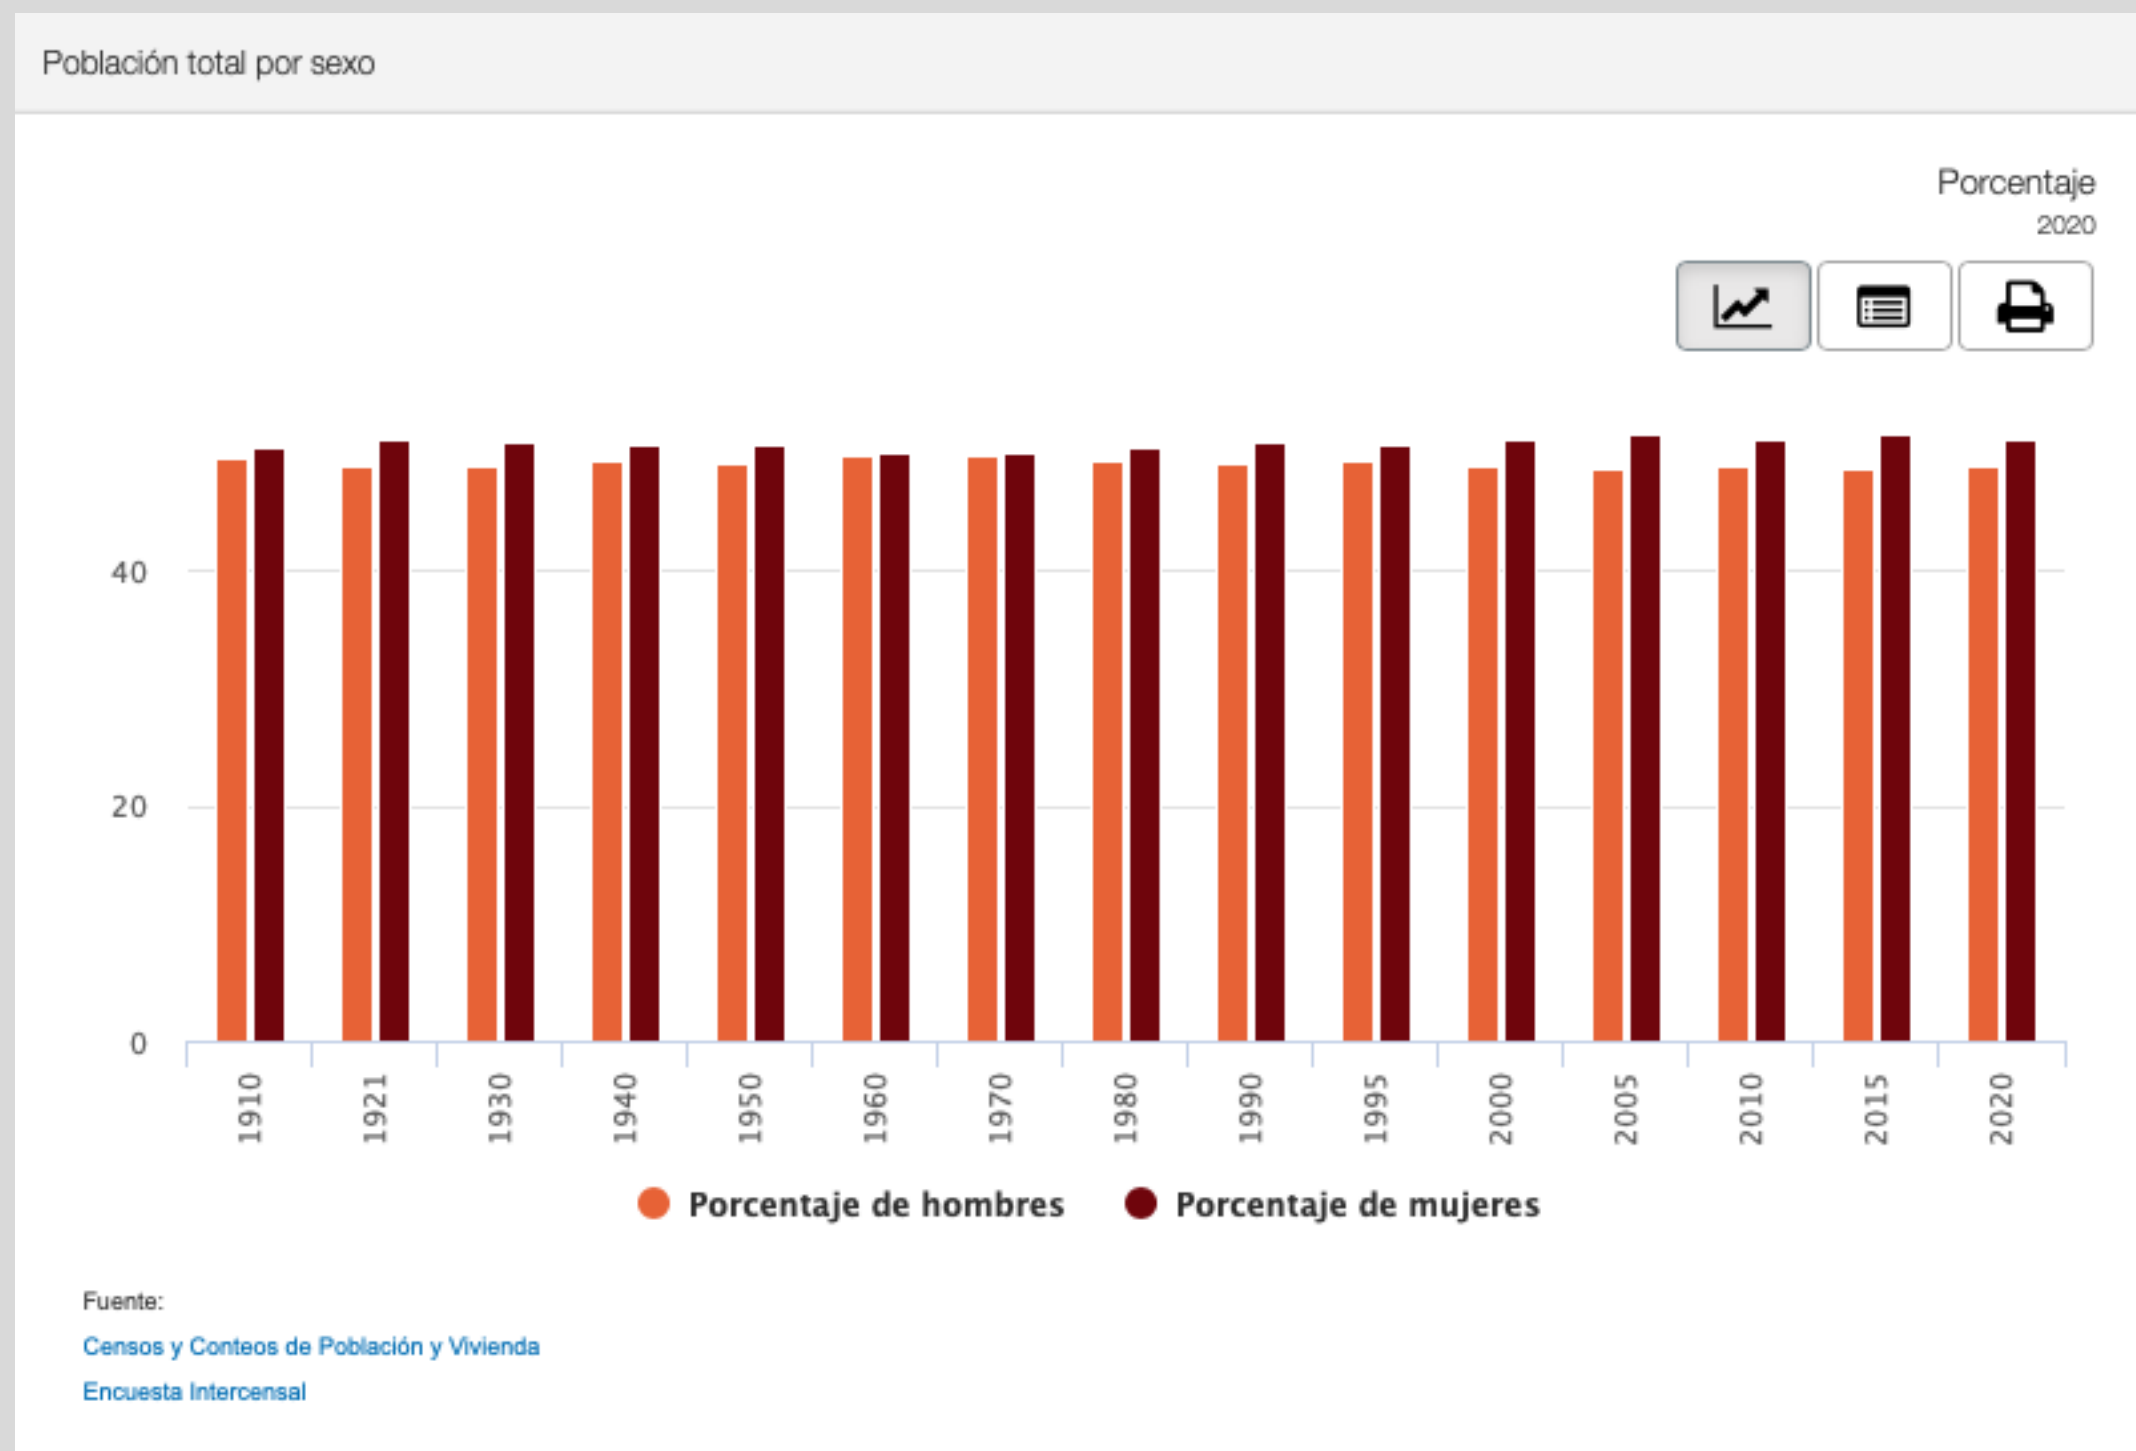 Población total por sexo
Porcentaje
2020
40
20
0
1910 1921 1930 1940 1950 1960 1970 1980 1990 1995 2000 2005 2010 2015 2020
Porcentaje de hombres Porcentaje de mujeres
Fuente:
Censos y Conteos de Población y Vivienda
Encuesta Intercensal